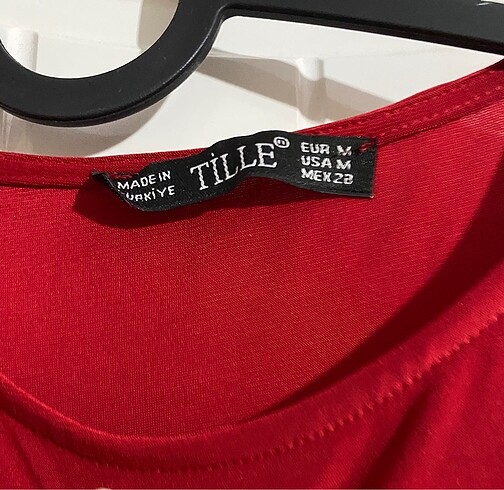 MADE IN
TÜRKİYE
TİLLE®
EUR M
USA M
MEX 28